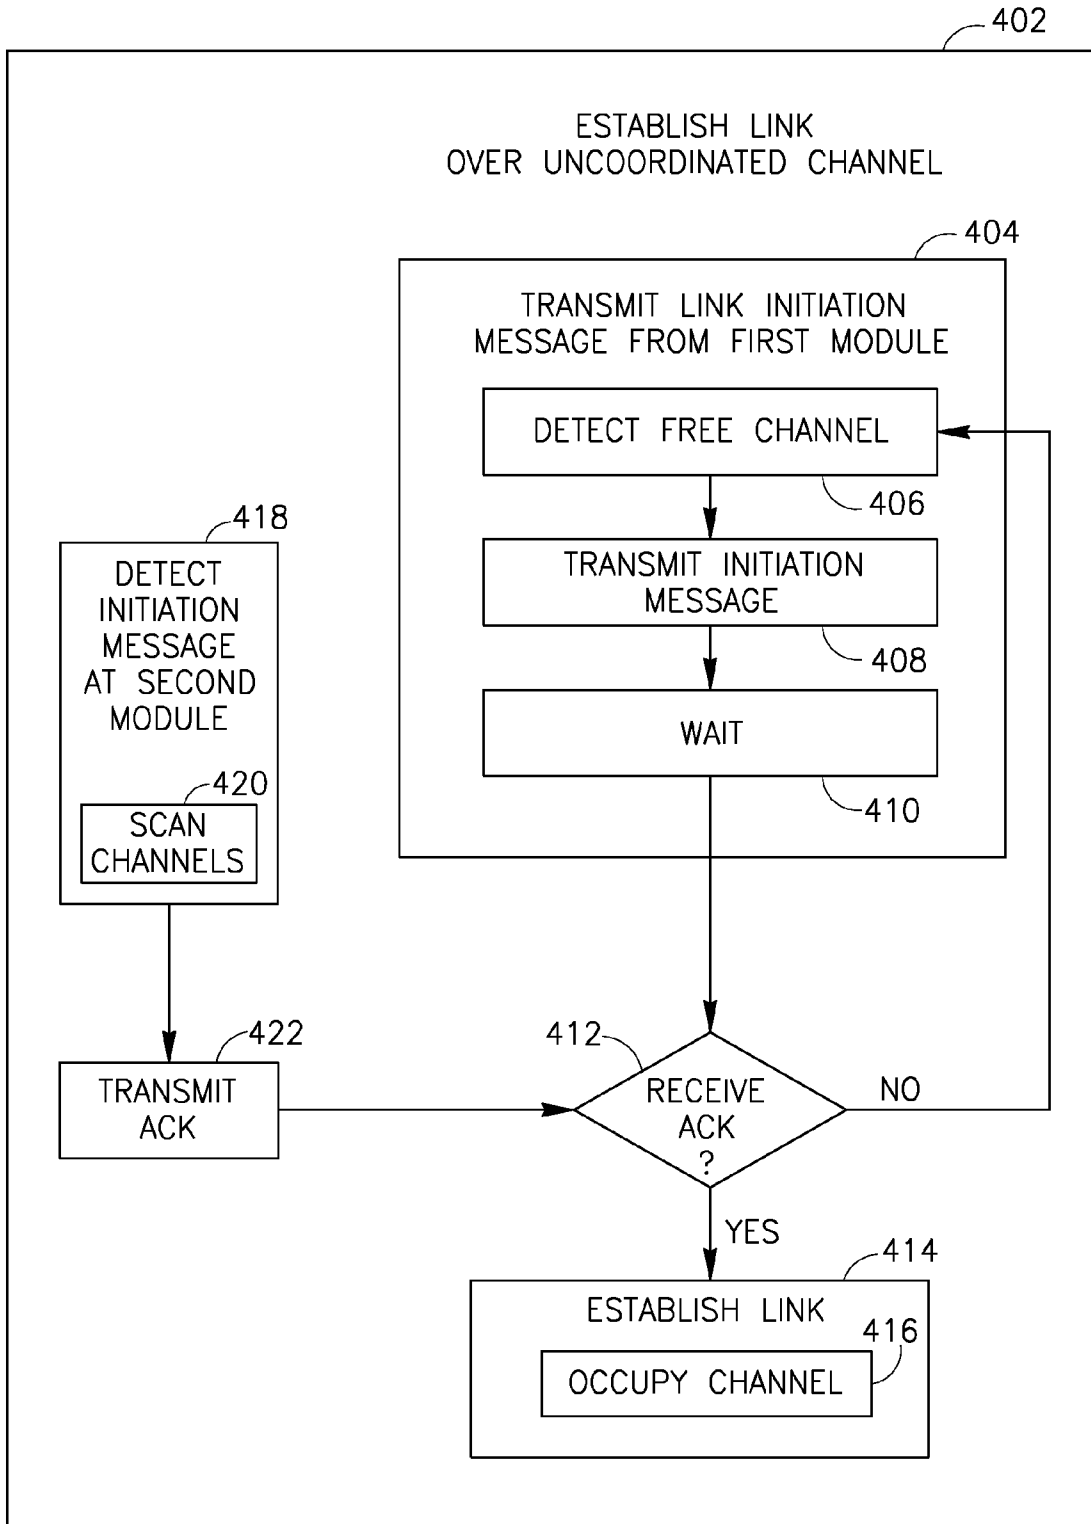 402
ESTABLISH LINK
OVER UNCOORDINATED CHANNEL
404
TRANSMIT LINK INITIATION
MESSAGE FROM FIRST MODULE
DETECT FREE CHANNEL
406
TRANSMIT INITIATION
MESSAGE
408
WAIT
410
418
DETECT
INITIATION
MESSAGE
AT SECOND
MODULE
420
SCAN
CHANNELS
422
TRANSMIT
ACK
412
RECEIVE
ACK
?
NO
YES
414
ESTABLISH LINK
416
OCCUPY CHANNEL